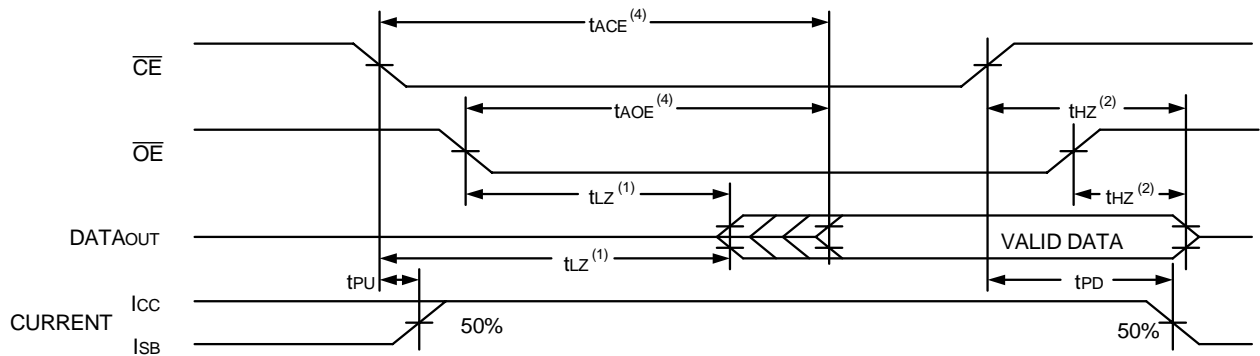 tACE (4)
CE
tAOE (4)
tHZ (2)
OE
tLZ (1)
tHZ (2)
DATAOUT
VALID DATA
tLZ (1)
tPU
tPD
ICC
CURRENT
50%
50%
ISB